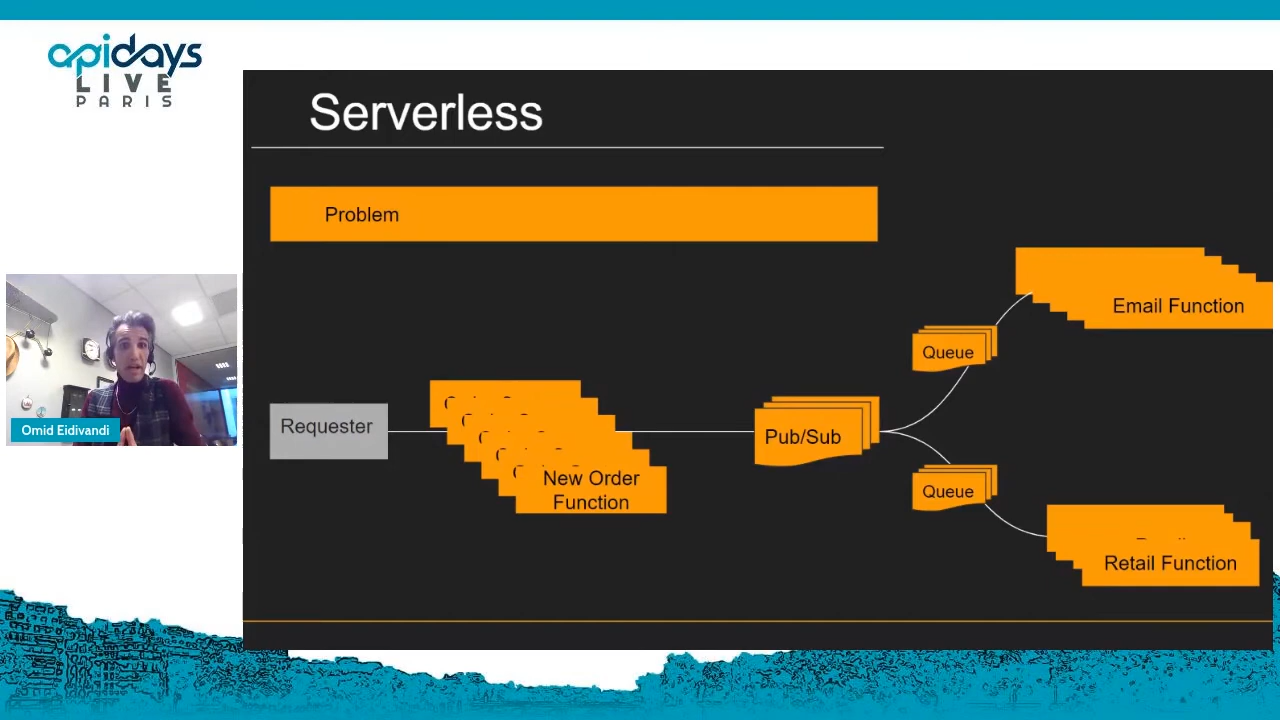 apidays
LIVE
PARIS
Serverless
Problem
Email Function
Queue
Requester
Pub/Sub
New Order
Function
Queue
Retail Function
Omid Eidivandi